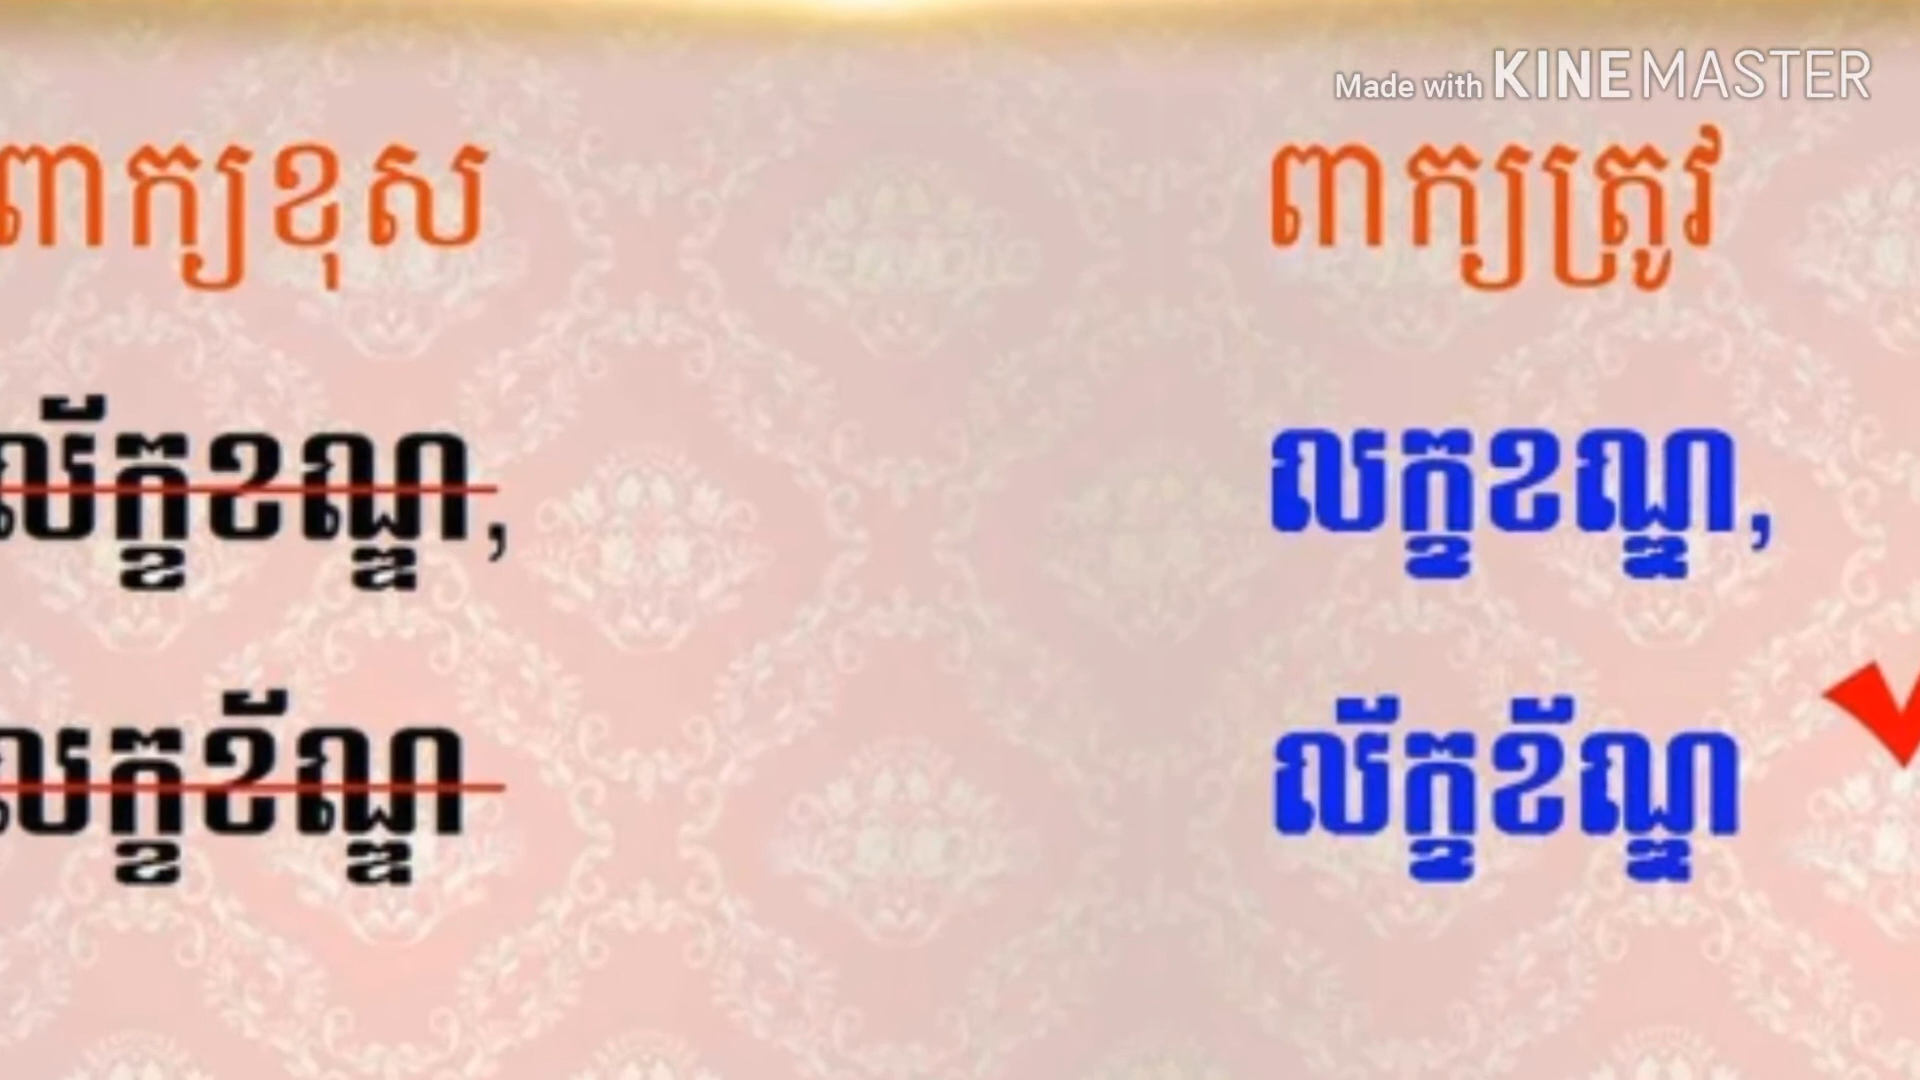 Made with KINEMASTER
ពាក្យខុស ពាក្យត្រូវ
ល័ក្ខខណ្ឌ, លក្ខខណ្ឌ,
លក្ខខ័ណ្ឌ ល័ក្ខខ័ណ្ឌ